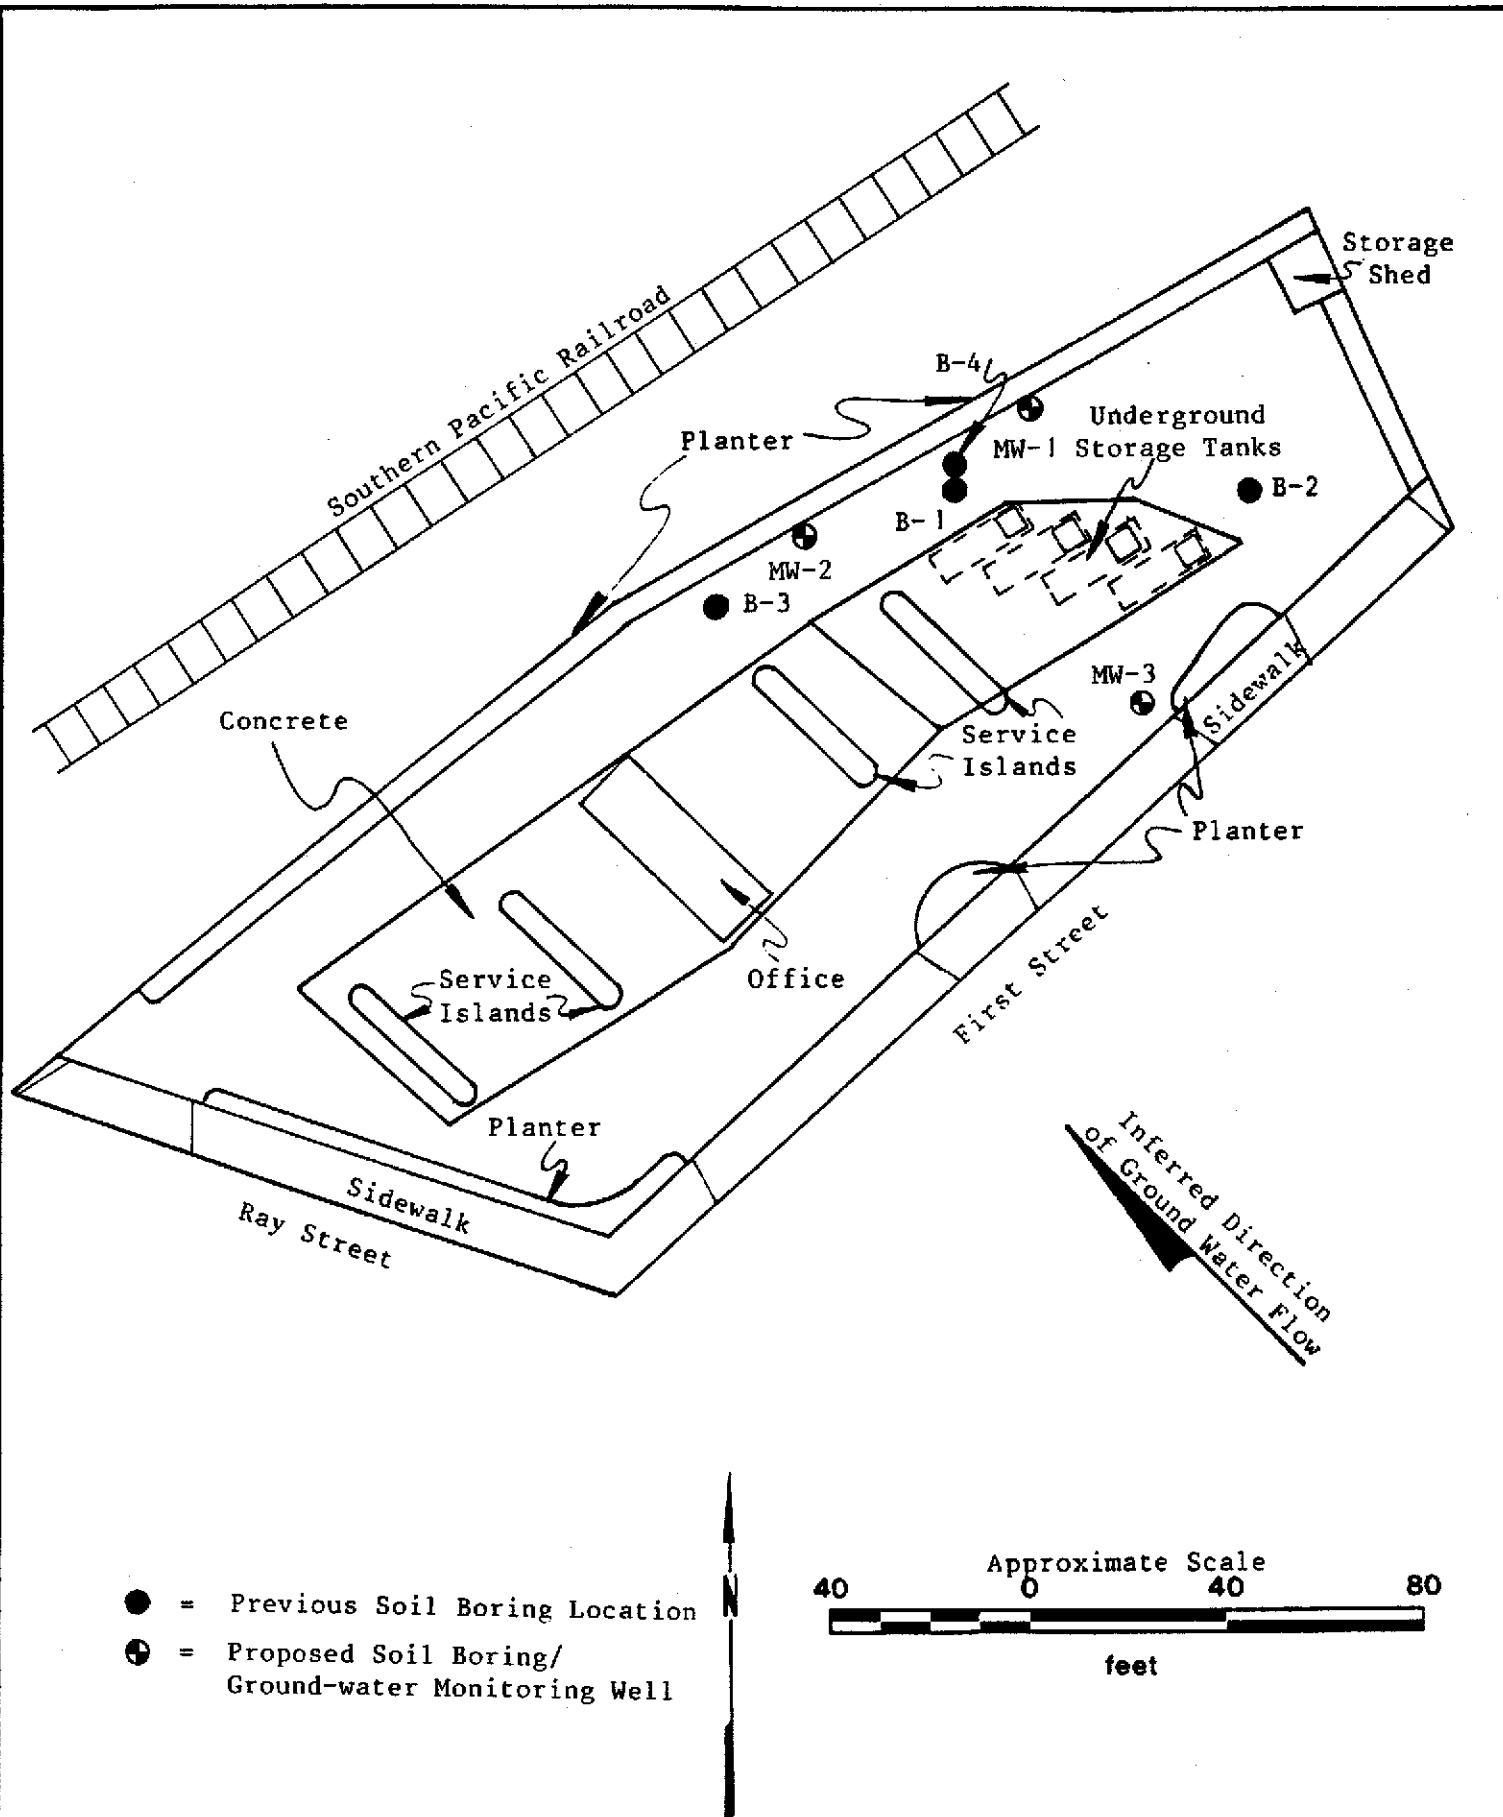 Storage
Shed
Southern Pacific Railroad
B-4
Underground
Storage Tanks
Planter
MW-1
B-2
B-1
MW-2
B-3
MW-3
Sidewalk
Concrete
Service
Islands
Planter
Office
Service
Islands
First Street
Planter
Sidewalk
Ray Street
Inferred Direction
of Ground Water Flow
Approximate Scale
40 0 40 80
feet
N
= Previous Soil Boring Location
= Proposed Soil Boring/
Ground-water Monitoring Well